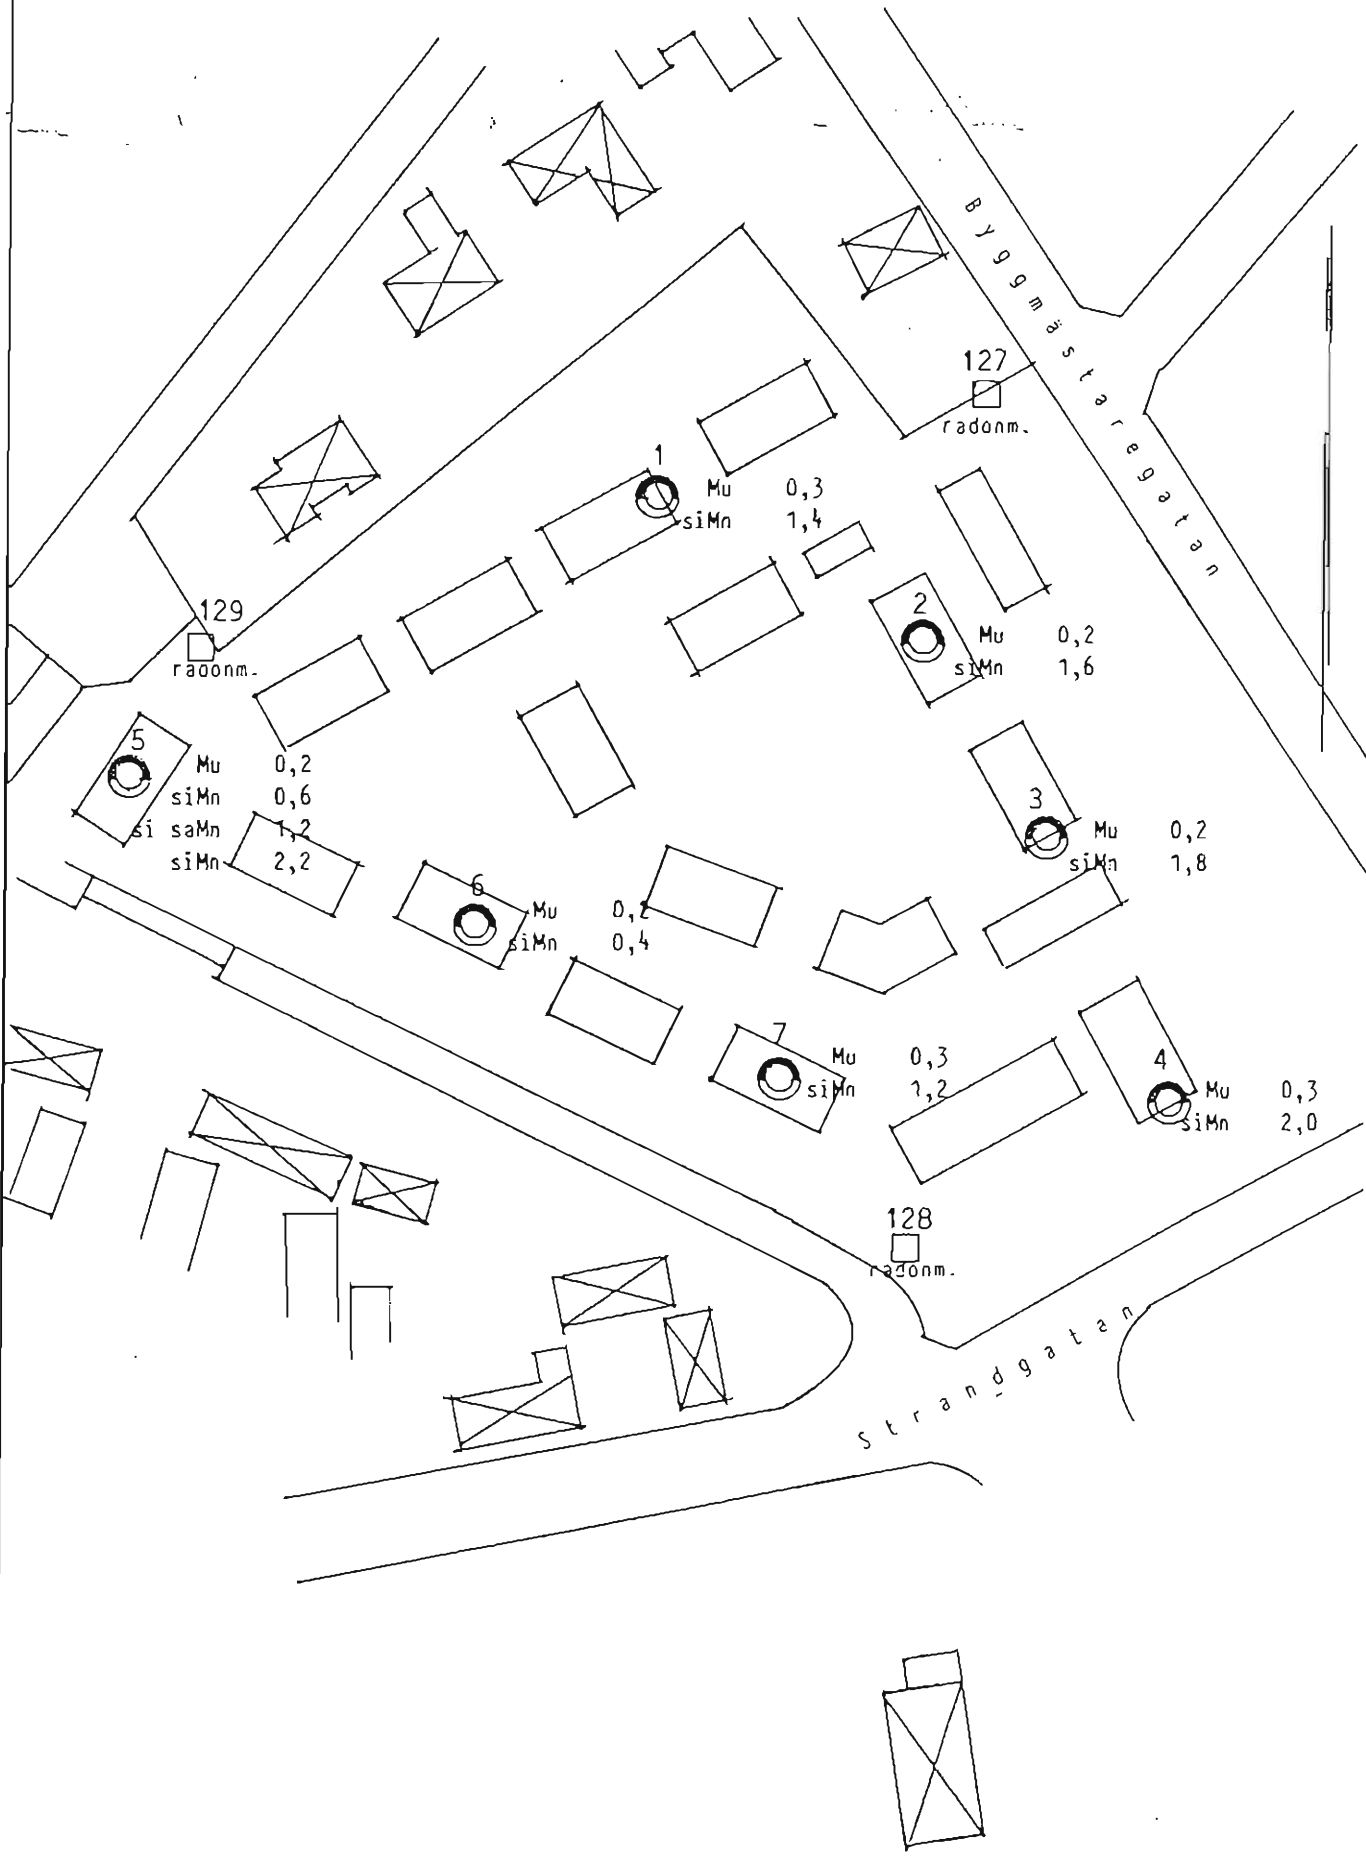 Byggmästaregatan
127
radonm.
1
Mu 0,3
siMn 1,4
2
Mu 0,2
siMn 1,6
129
radonm.
5
Mu 0,2
siMn 0,6
si saMn 1,2
siMn 2,2
3
Mu 0,2
siMn 1,8
6
Mu 0,2
siMn 0,4
7
Mu 0,3
siMn 1,2
4
Mu 0,3
siMn 2,0
128
radonm.
Strandgatan